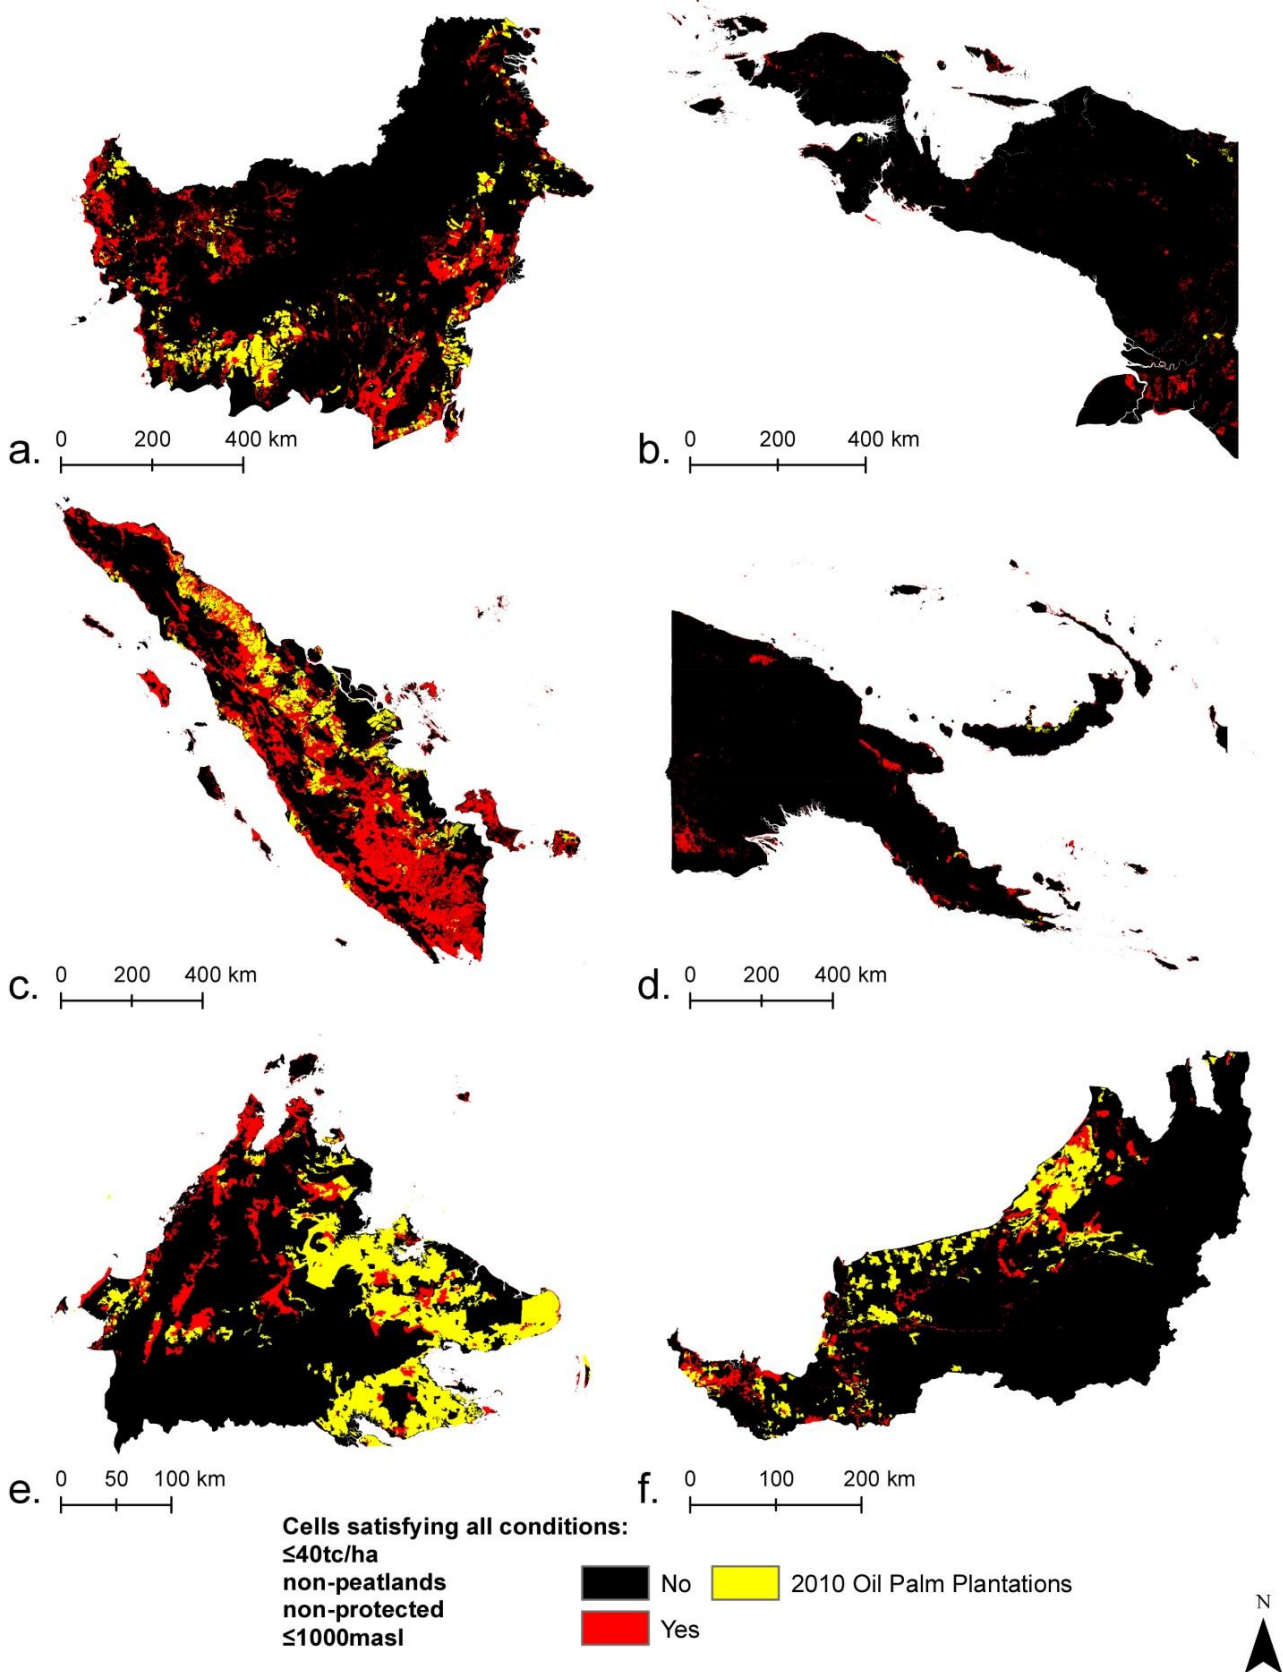 a.
0 200 400 km
b.
0 200 400 km
c.
0 200 400 km
d.
0 200 400 km
e.
0 50 100 km
f.
0 100 200 km
Cells satisfying all conditions:
≤40tc/ha
non-peatlands
non-protected
≤1000masl
No
2010 Oil Palm Plantations
Yes
N